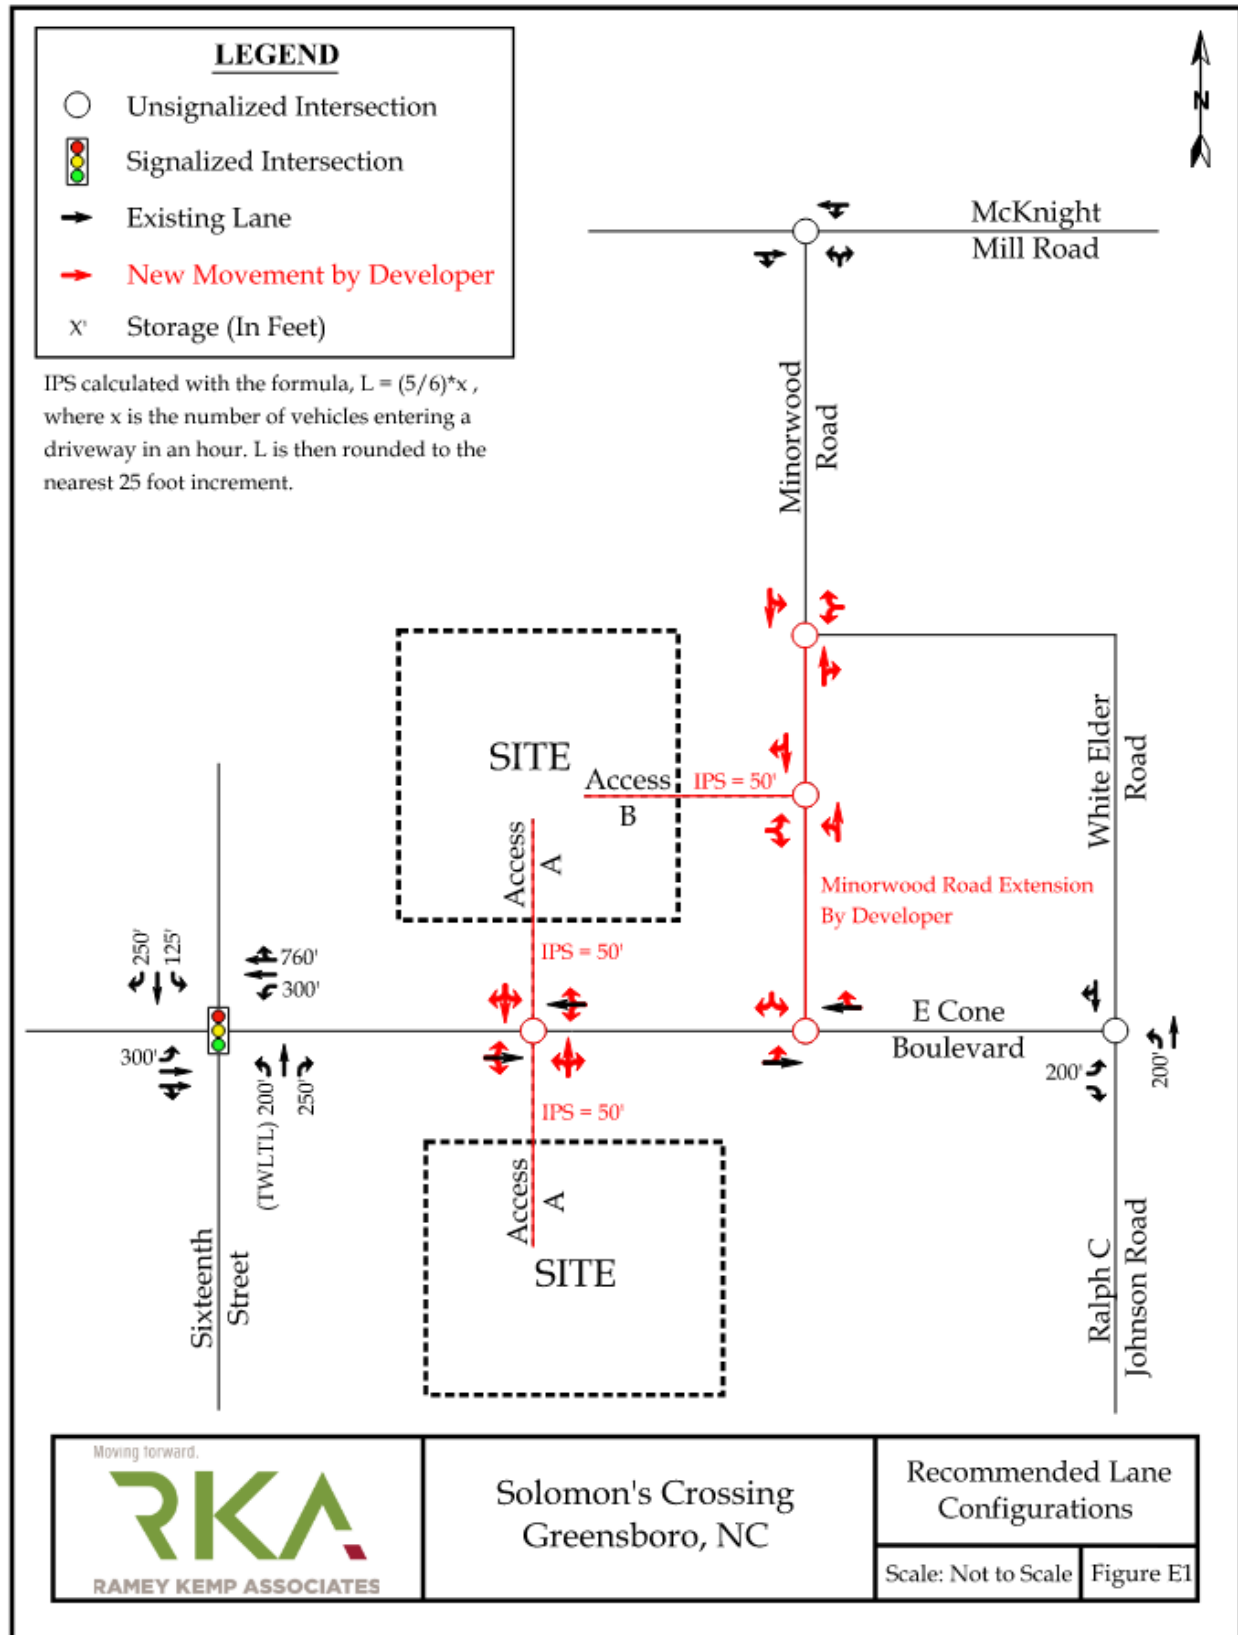 LEGEND
Unsignalized Intersection
Signalized Intersection
Existing Lane
New Movement by Developer
X' Storage (In Feet)
IPS calculated with the formula, L = (5/6)*x ,
where x is the number of vehicles entering a
driveway in an hour. L is then rounded to the
nearest 25 foot increment.
N
McKnight
Mill Road
Minorwood
Road
SITE
Access
B
IPS = 50'
Access
A
IPS = 50'
White Elder
Road
Minorwood Road Extension
By Developer
250'
125'
760'
300'
300'
(TWLTL) 200'
250'
E Cone
Boulevard
200'
200'
IPS = 50'
Access
A
SITE
Sixteenth
Street
Ralph C
Johnson Road
Moving forward.
RKA
RAMEY KEMP ASSOCIATES
Solomon's Crossing
Greensboro, NC
Recommended Lane
Configurations
Scale: Not to Scale
Figure E1